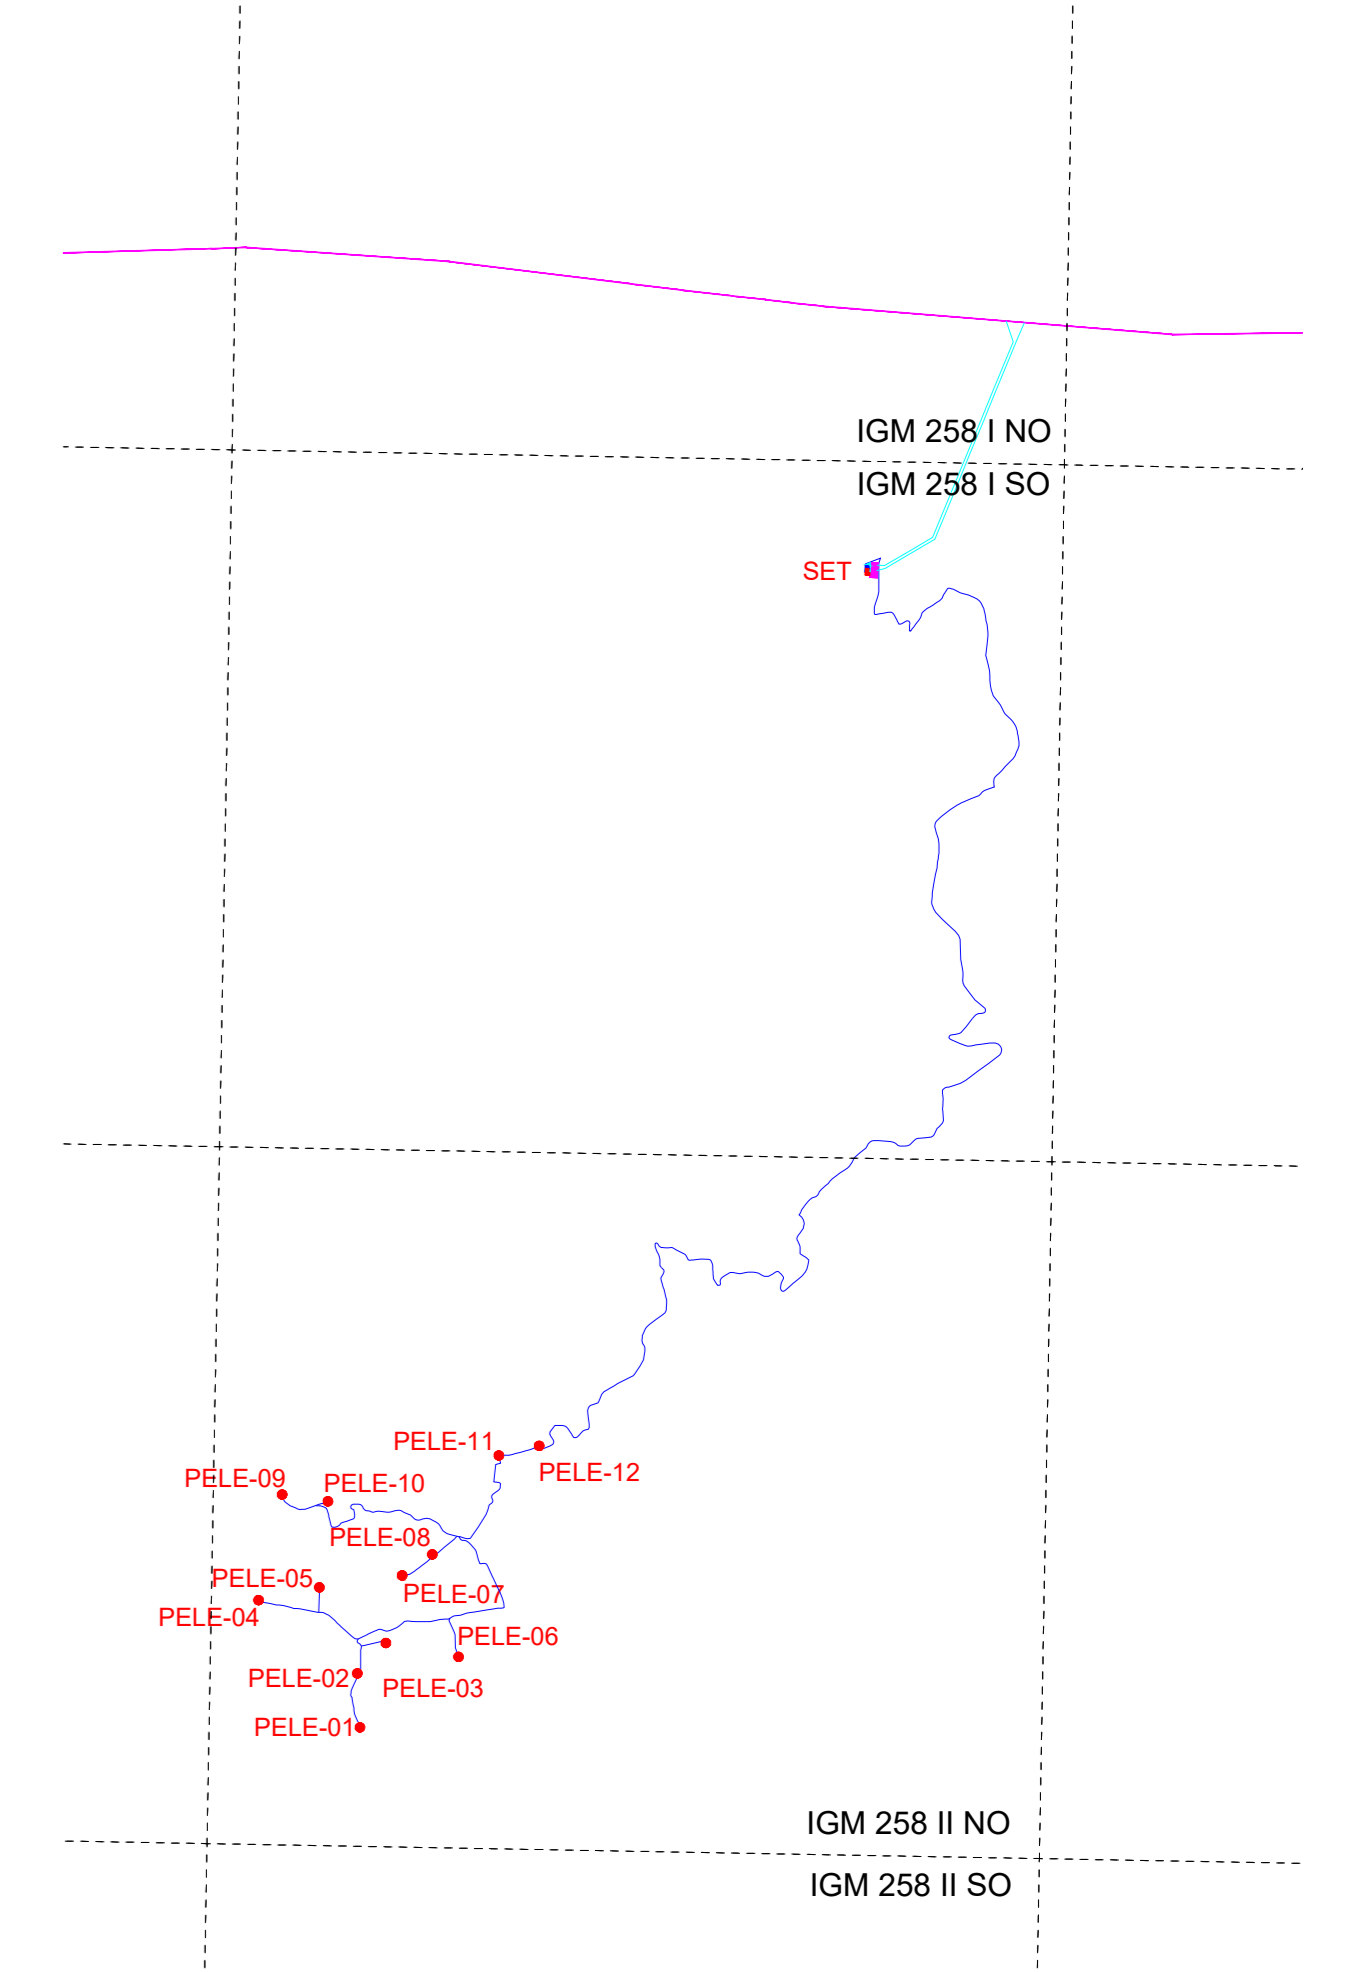 IGM 258 I NO
IGM 258 I SO
SET
PELE-11
PELE-12
PELE-09
PELE-10
PELE-08
PELE-05
PELE-07
PELE-04
PELE-06
PELE-02
PELE-03
PELE-01
IGM 258 II NO
IGM 258 II SO